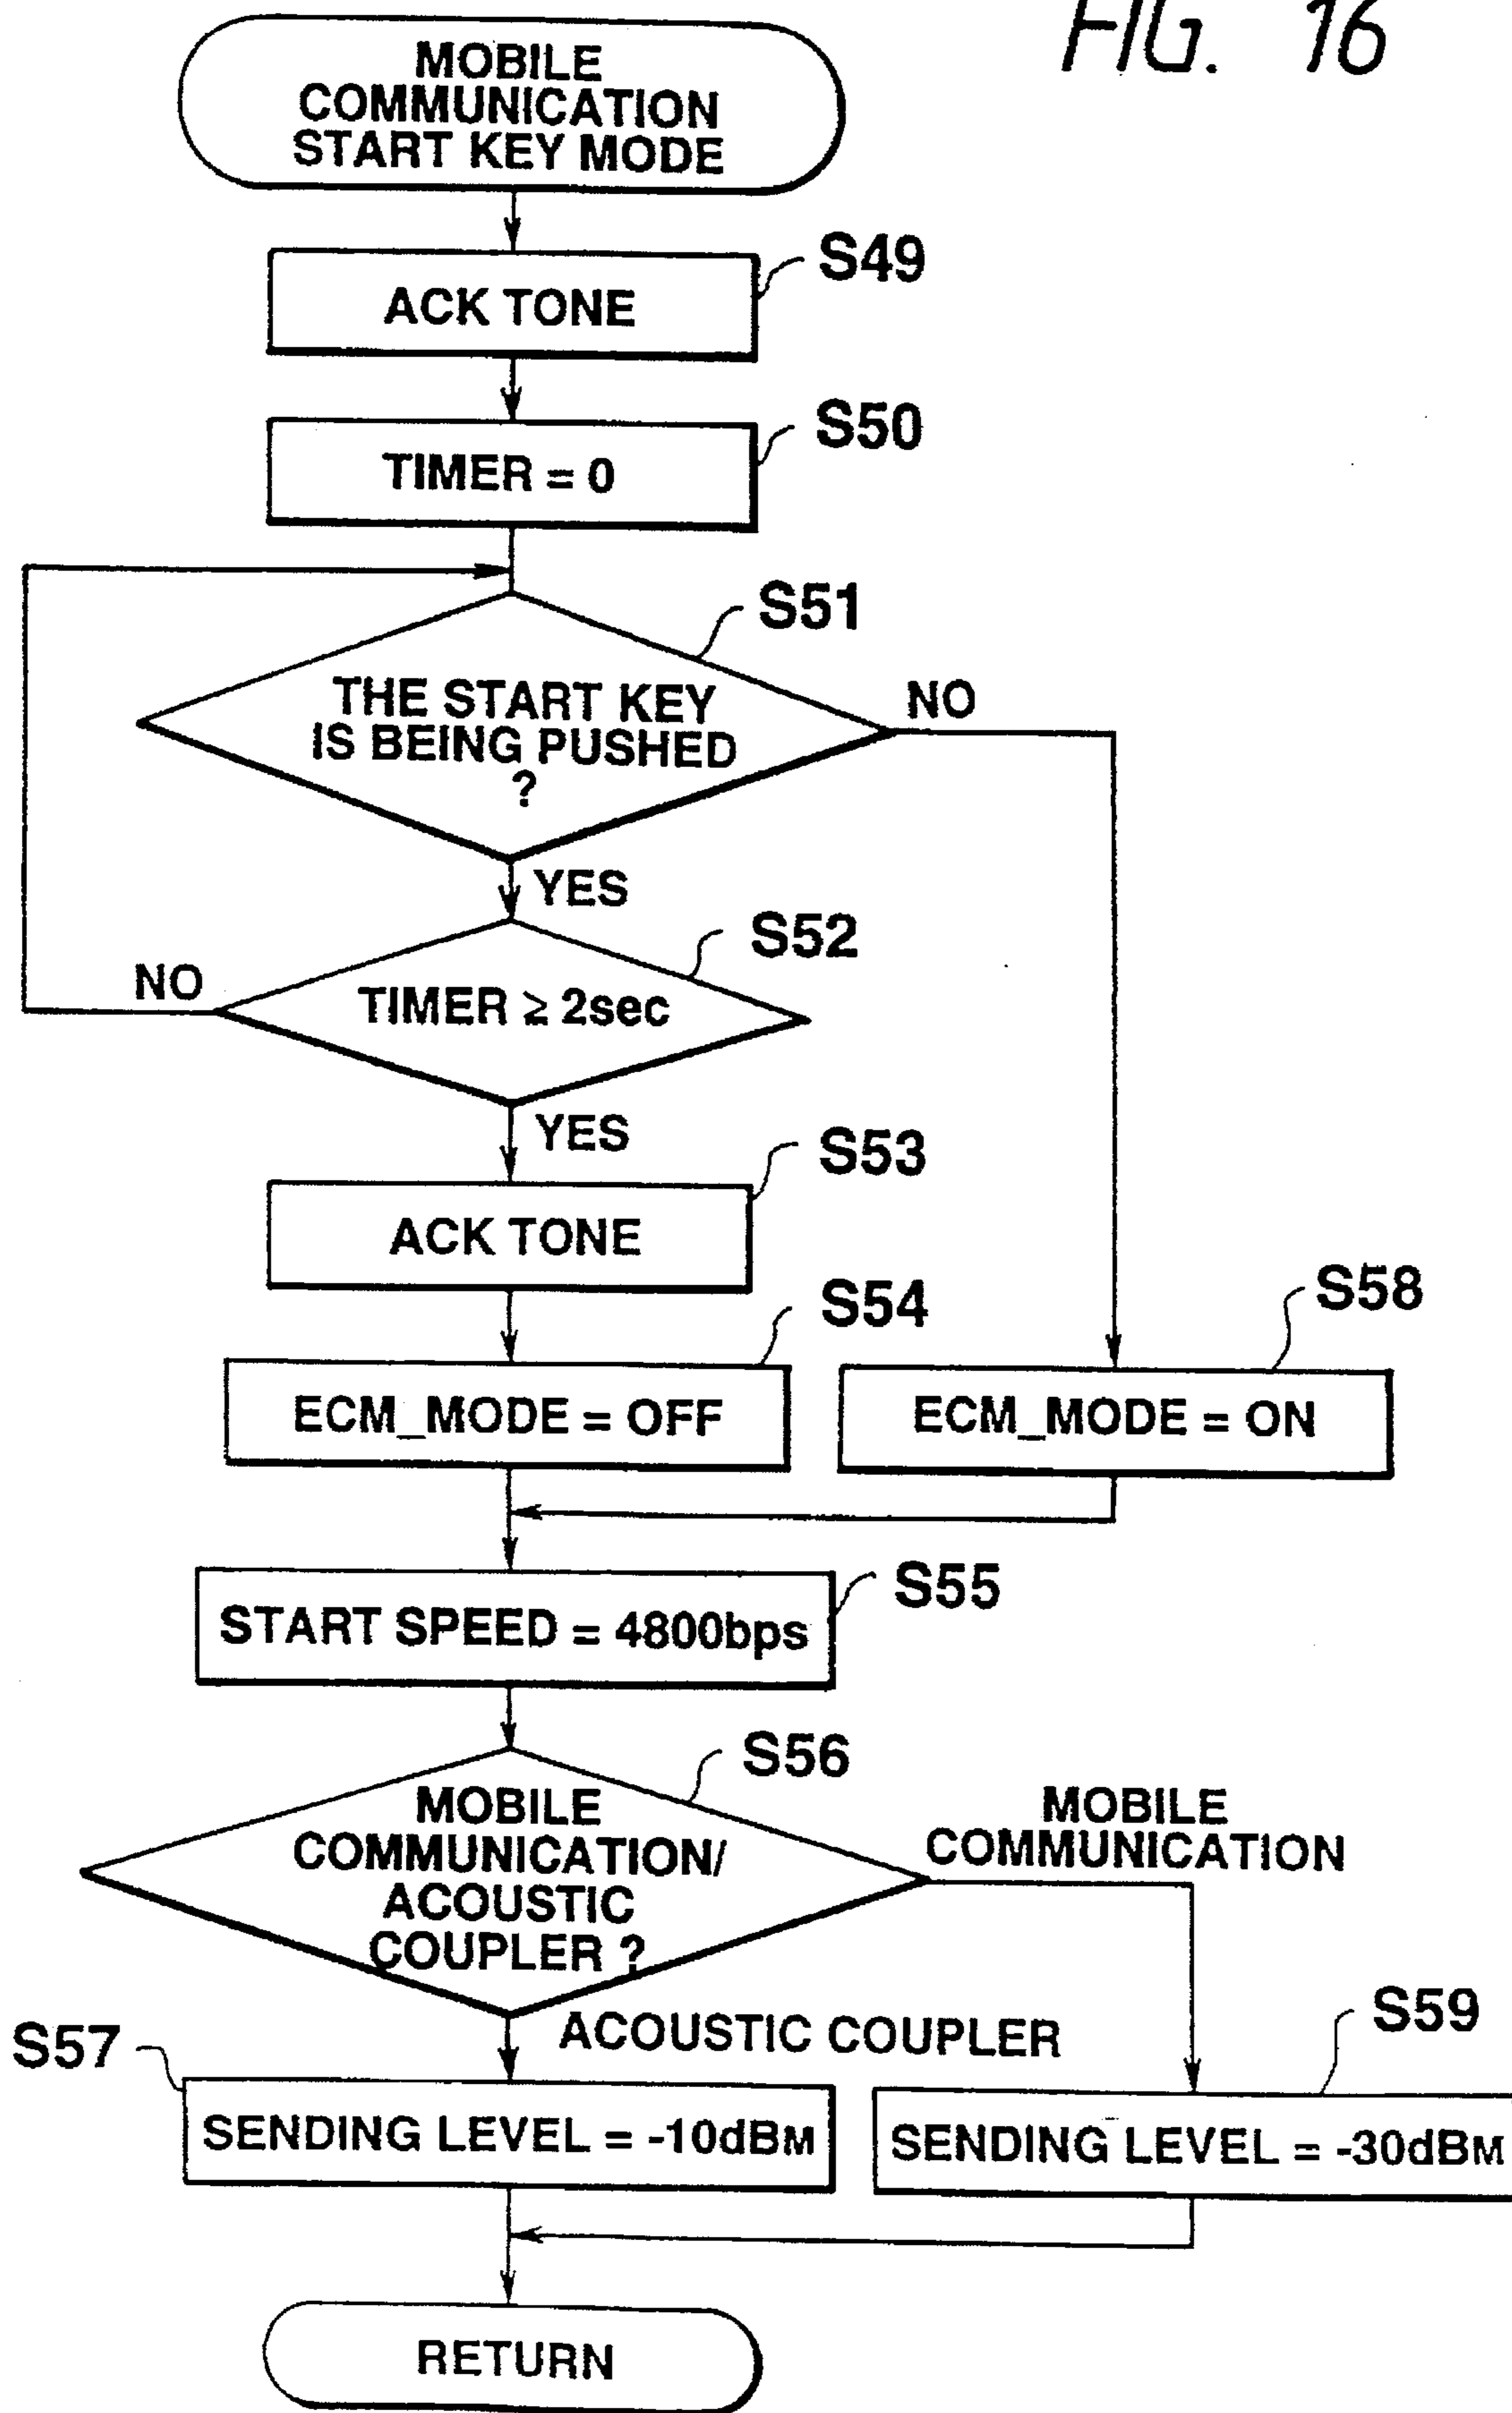 FIG. 16
MOBILE
COMMUNICATION
START KEY MODE
S49
ACK TONE
S50
TIMER = 0
S51
THE START KEY
IS BEING PUSHED
?
NO
YES
S52
NO
TIMER ≥ 2sec
YES
S53
ACK TONE
S54
ECM_MODE = OFF
S58
ECM_MODE = ON
S55
START SPEED = 4800bps
S56
MOBILE
COMMUNICATION/
ACOUSTIC
COUPLER ?
MOBILE
COMMUNICATION
ACOUSTIC COUPLER
S57
SENDING LEVEL = -10dBM
S59
SENDING LEVEL = -30dBM
RETURN